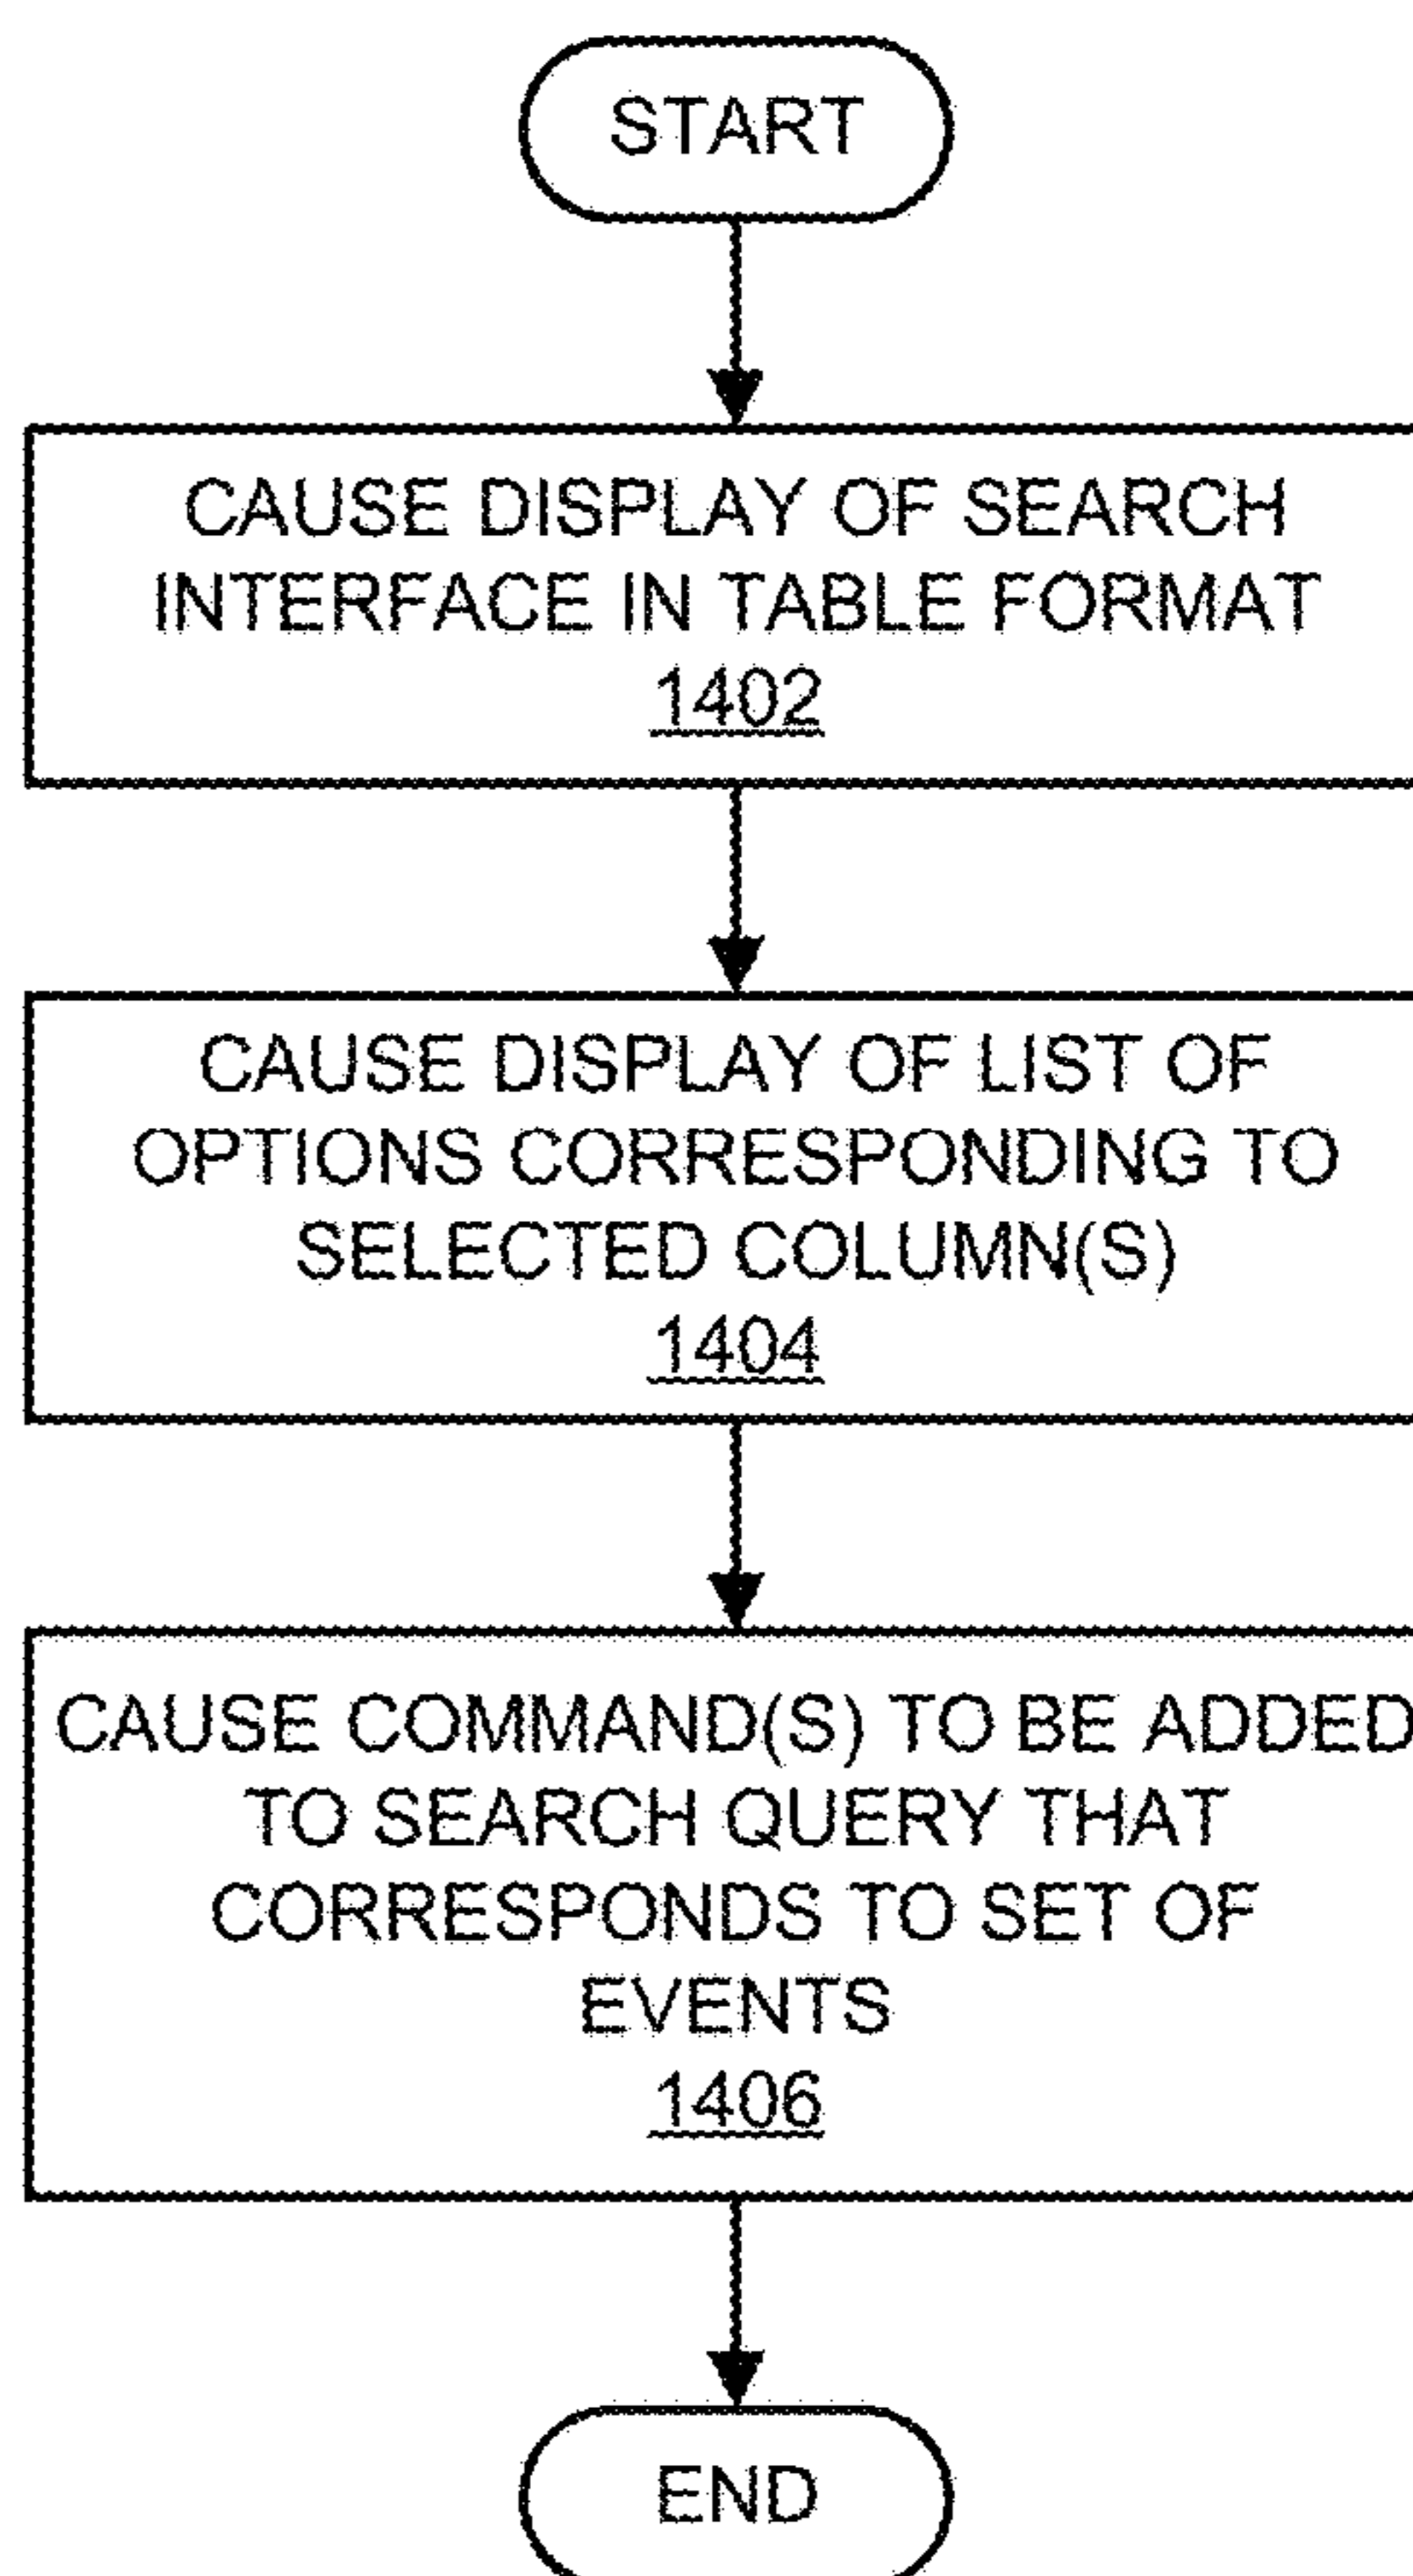 START
CAUSE DISPLAY OF SEARCH
INTERFACE IN TABLE FORMAT
1402
CAUSE DISPLAY OF LIST OF
OPTIONS CORRESPONDING TO
SELECTED COLUMN(S)
1404
CAUSE COMMAND(S) TO BE ADDED
TO SEARCH QUERY THAT
CORRESPONDS TO SET OF
EVENTS
1406
END